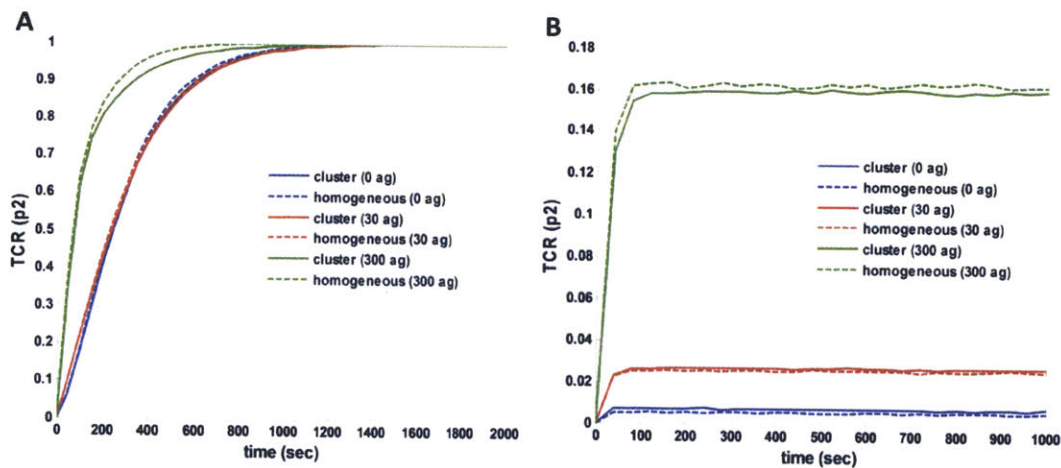 A
TCR (p2)
1
0.9
0.8
0.7
0.6
0.5
0.4
0.3
0.2
0.1
0
cluster (0 ag)
homogeneous (0 ag)
cluster (30 ag)
homogeneous (30 ag)
cluster (300 ag)
homogeneous (300 ag)
0 200 400 600 800 1000 1200 1400 1600 1800 2000
time (sec)
B
TCR (p2)
0.18
0.16
0.14
0.12
0.1
0.08
0.06
0.04
0.02
0
cluster (0 ag)
homogeneous (0 ag)
cluster (30 ag)
homogeneous (30 ag)
cluster (300 ag)
homogeneous (300 ag)
0 100 200 300 400 500 600 700 800 900 1000
time (sec)